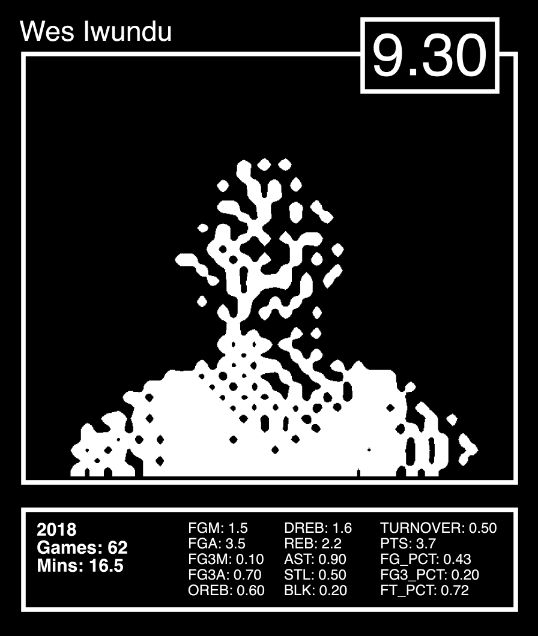 Wes Iwundu
9.30
2018
Games: 62
Mins: 16.5
FGM: 1.5
FGA: 3.5
FG3M: 0.10
FG3A: 0.70
OREB: 0.60
DREB: 1.6
REB: 2.2
AST: 0.90
STL: 0.50
BLK: 0.20
TURNOVER: 0.50
PTS: 3.7
FG_PCT: 0.43
FG3_PCT: 0.20
FT_PCT: 0.72